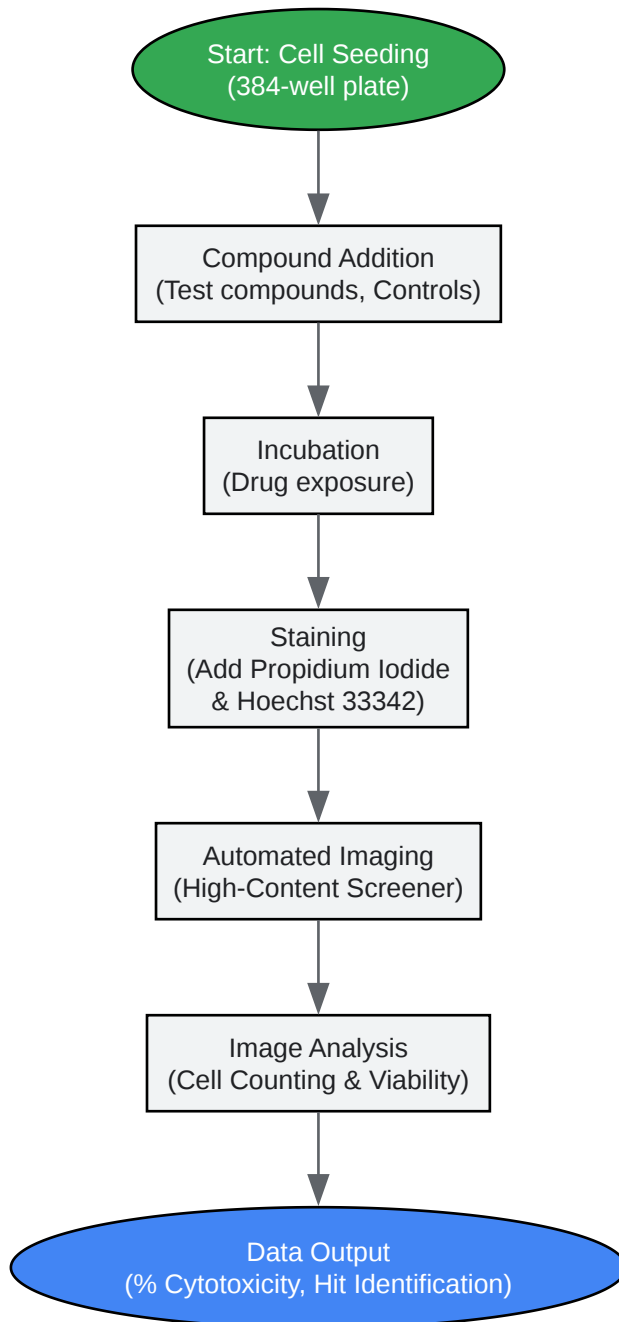 Start: Cell Seeding
(384-well plate)
Compound Addition
(Test compounds, Controls)
Incubation
(Drug exposure)
Staining
(Add Propidium Iodide
& Hoechst 33342)
Automated Imaging
(High-Content Screener)
Image Analysis
(Cell Counting & Viability)
Data Output
(% Cytotoxicity, Hit Identification)